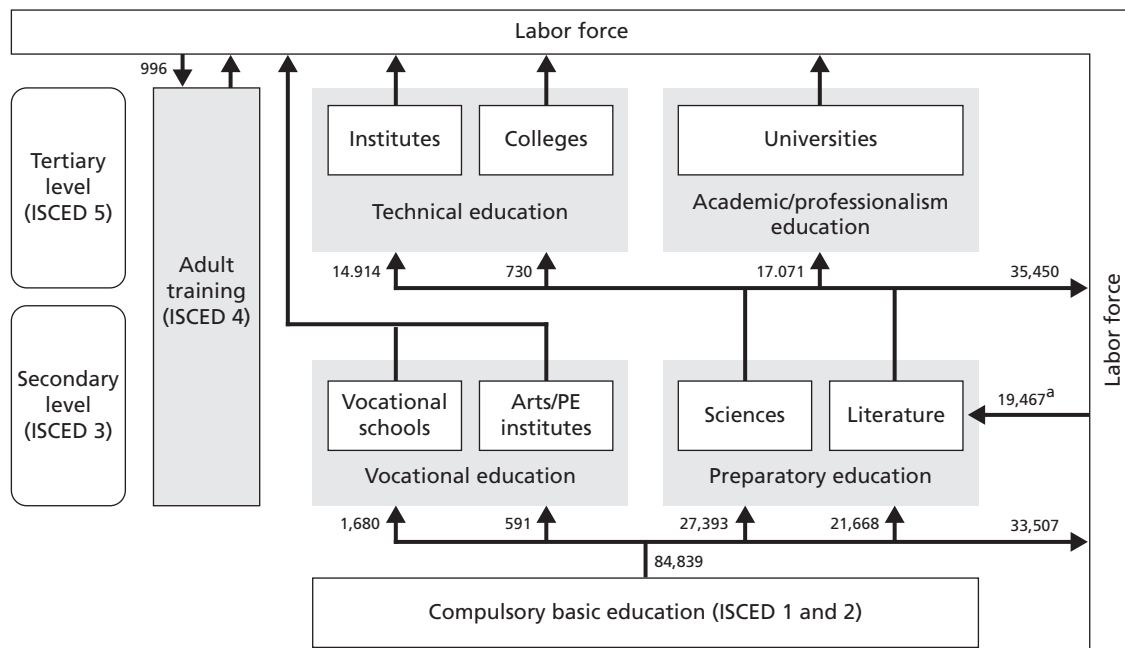 Labor force
996
Tertiary
level
(ISCED 5)
Adult
training
(ISCED 4)
Institutes
Colleges
Technical education
Universities
Academic/professionalism
education
14.914
730
17.071
35,450
Labor force
Secondary
level
(ISCED 3)
Vocational
schools
Arts/PE
institutes
Vocational education
Sciences
Literature
Preparatory education
19,467a
1,680
591
27,393
21,668
33,507
84,839
Compulsory basic education (ISCED 1 and 2)